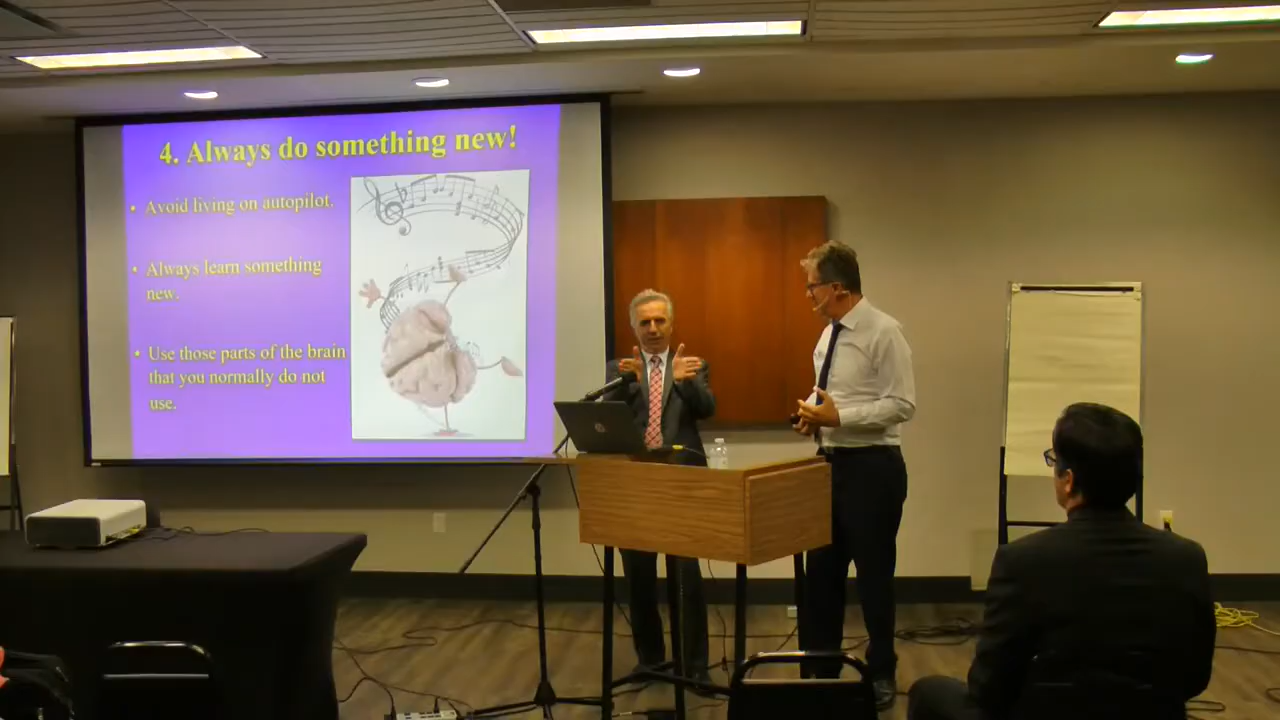 4. Always do something new!
• Avoid living on autopilot.
• Always learn something
new.
• Use those parts of the brain
that you normally do not
use.